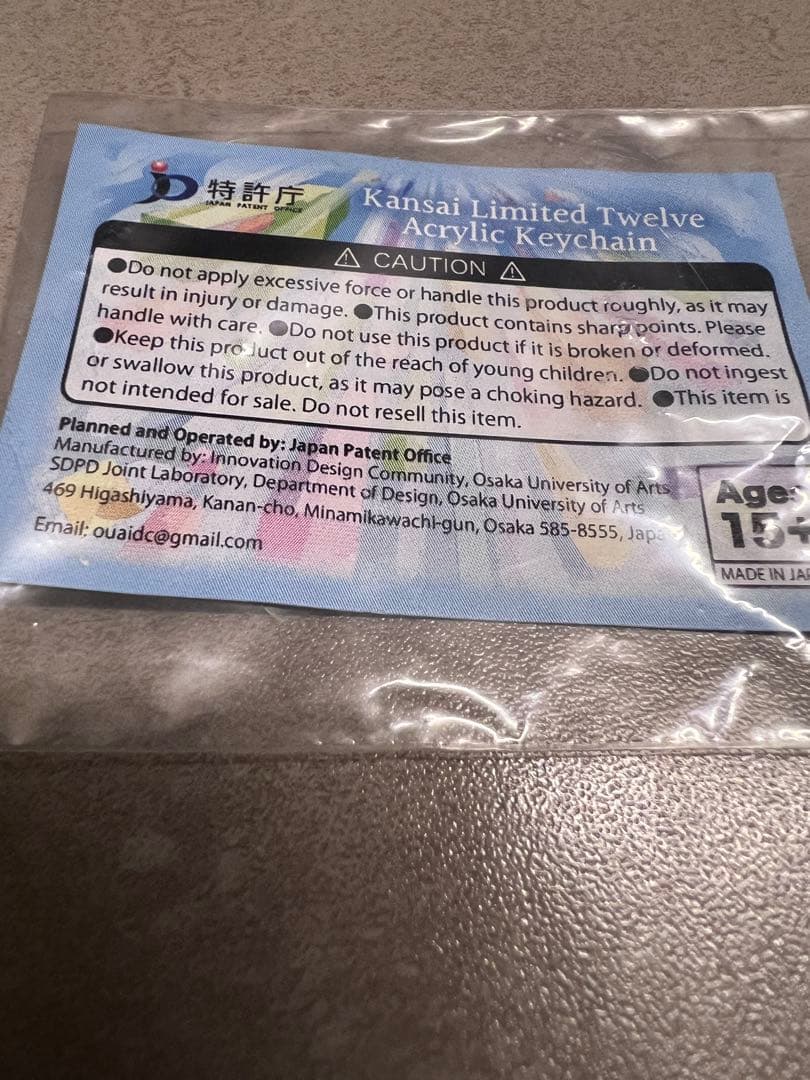 特許庁
JAPAN PATENT OFFICE
Kansai Limited Twelve
Acrylic Keychain
⚠ CAUTION ⚠
●Do not apply excessive force or handle this product roughly, as it may
result in injury or damage. ●This product contains sharp points. Please
handle with care. ●Do not use this product if it is broken or deformed.
●Keep this product out of the reach of young children. ●Do not ingest
or swallow this product, as it may pose a choking hazard. ●This item is
not intended for sale. Do not resell this item.
Planned and Operated by: Japan Patent Office
Manufactured by: Innovation Design Community, Osaka University of Arts
SDPD Joint Laboratory, Department of Design, Osaka University of Arts
469 Higashiyama, Kanan-cho, Minamikawachi-gun, Osaka 585-8555, Japa
Email: ouaidc@gmail.com
Ages
15+
MADE IN JAP